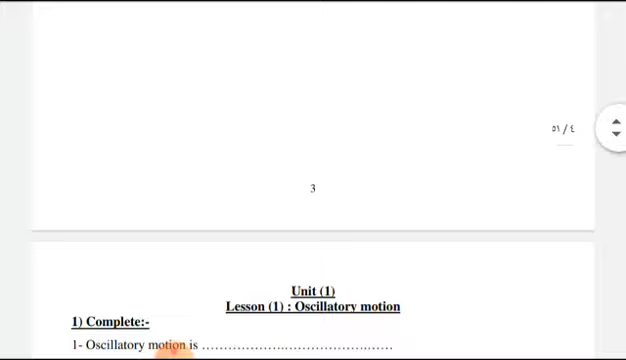 ٥١ / ٤
3
Unit (1)
Lesson (1) : Oscillatory motion
1) Complete:-
1- Oscillatory motion is ………………………………………